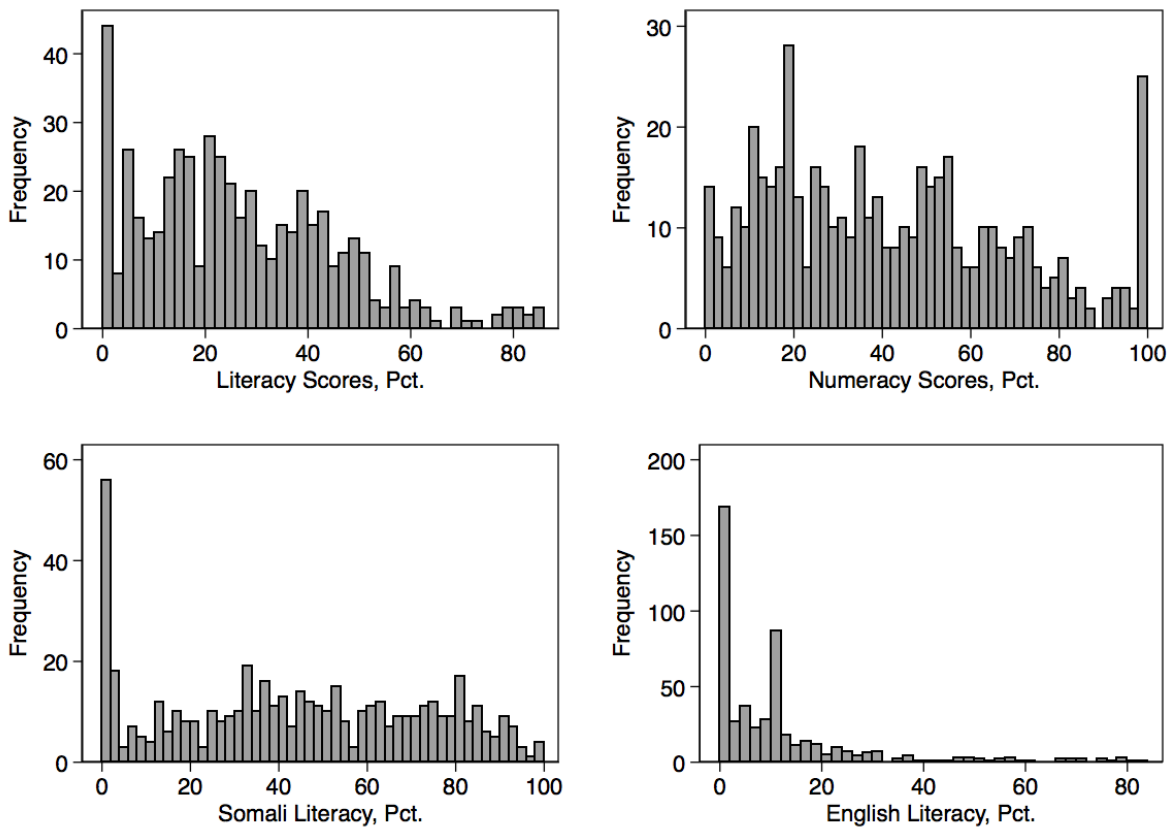 Frequency
40
30
20
10
0
0 20 40 60 80
Literacy Scores, Pct.
Frequency
30
20
10
0
0 20 40 60 80 100
Numeracy Scores, Pct.
Frequency
60
40
20
0
0 20 40 60 80 100
Somali Literacy, Pct.
Frequency
200
150
100
50
0
0 20 40 60 80
English Literacy, Pct.